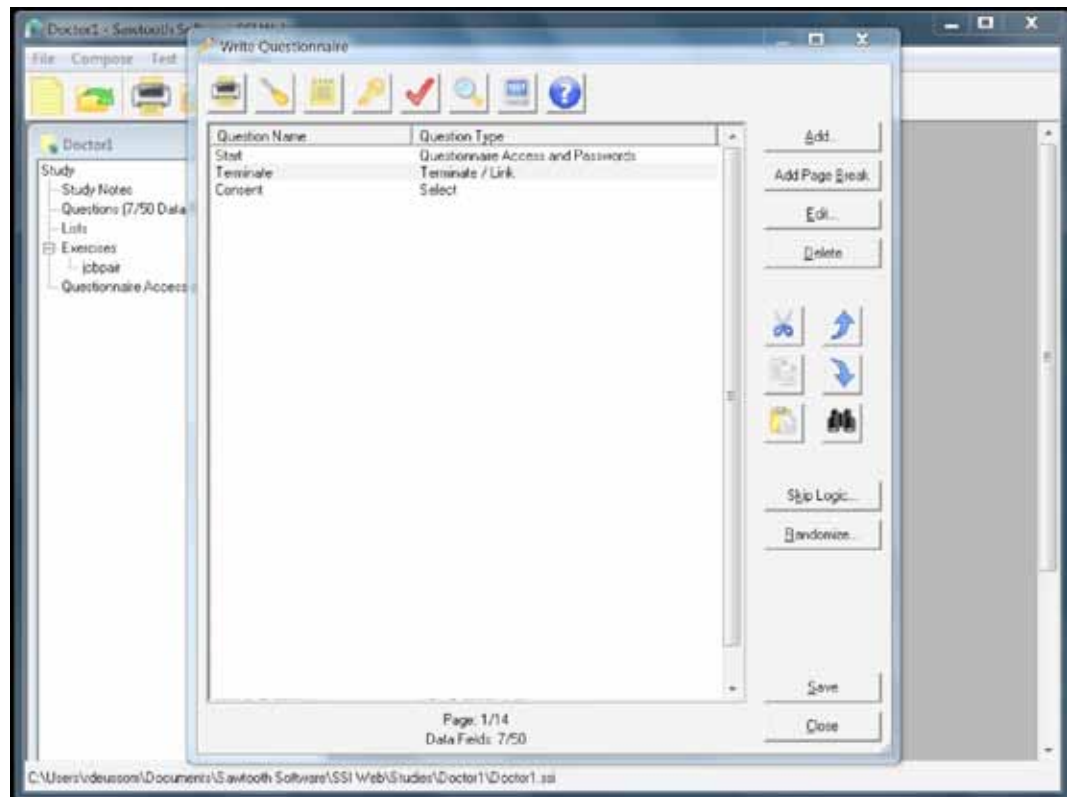 Doctor1 - Sawtooth
File Compose Test
Write Questionnaire
Doctor1
Study
Study Notes
Questions (7/50 Data
Lists
Exercises
jcbpair
Questionnaire Access
Question Name Question Type
Start Questionnaire Access and Passwords
Terminate Terminate / Link
Consent Select
Add...
Add Page Break
Edit...
Delete
Skip Logic...
Randomize...
Save
Close
Page: 1/14
Data Fields: 7/50
C:\Users\vdeussom\Documents\Sawtooth Software\SSI Web\Studies\Doctor1\Doctor1.ssi